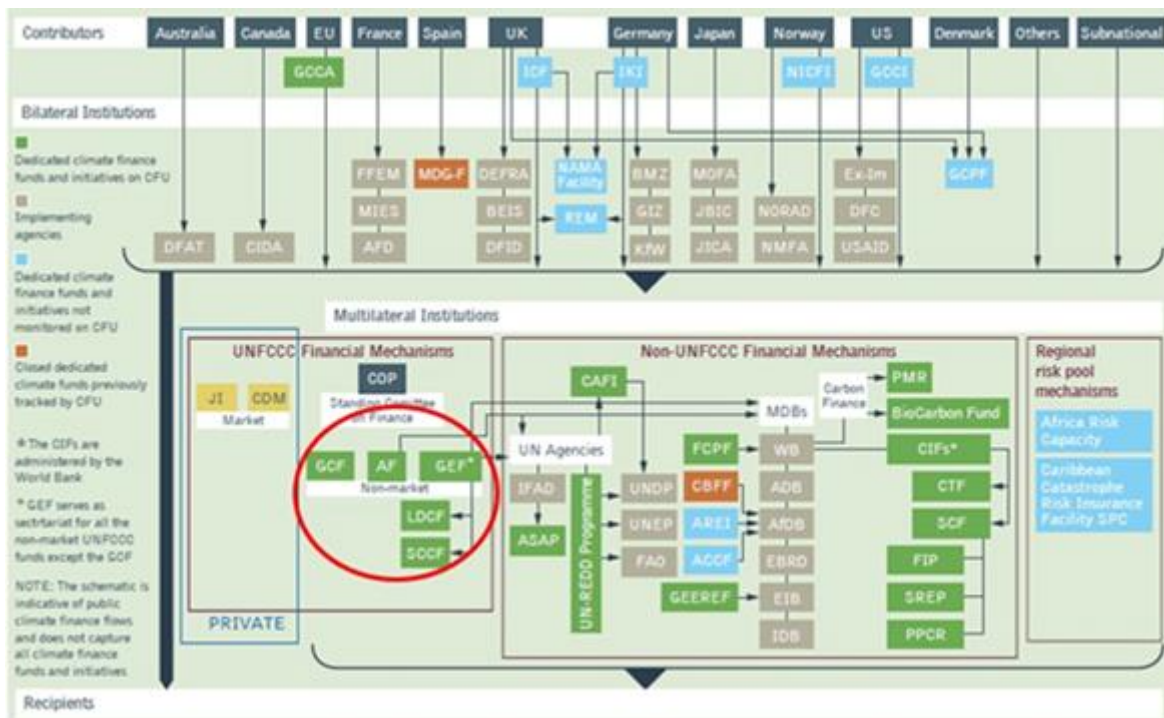 Contributors
Australia
Canada
EU
France
Spain
UK
Germany
Japan
Norway
US
Denmark
Others
Subnational
GCCA
ICF
IKI
NICFI
GCCI
Bilateral Institutions
Dedicated climate finance
funds and initiatives on CFU
Implementing
agencies
Dedicated climate
finance funds and
initiatives not
monitored on CFU
Closed dedicated
climate funds previously
tracked by CFU
* The CIFs are
administered by the
World Bank
* GEF serves as
sectrtariat for all the
non-market UNFCCC
funds except the GCF
NOTE: The schematic is
indicative of public
climate finance flows
and does not capture
all climate finance
funds and initiatives
FFEM
MIES
AFD
MDG-F
DEFRA
BEIS
DFID
NAMA
Facility
REM
BMZ
GIZ
KfW
MOFA
JBIC
JICA
NORAD
NMFA
Ex-Im
DFC
USAID
GCPF
DFAT
CIDA
Multilateral Institutions
UNFCCC Financial Mechanisms
COP
Standing Comittee
on Finance
JI
CDM
Market
GCF
AF
GEF*
Non-market
LDCF
SCCF
PRIVATE
Non-UNFCCC Financial Mechanisms
CAFI
UN Agencies
IFAD
ASAP
UN-REDD Programme
UNDP
UNEP
FAO
FCPF
CBFF
AREI
ACCF
GEEREF
MDBs
WB
ADB
AfDB
EBRD
EIB
IDB
Carbon
Finance
PMR
BioCarbon Fund
CIFs*
CTF
SCF
FIP
SREP
PPCR
Regional
risk pool
mechanisms
Africa Risk
Capacity
Caribbean
Catastrophe
Risk Insurance
Facility SPC
Recipients